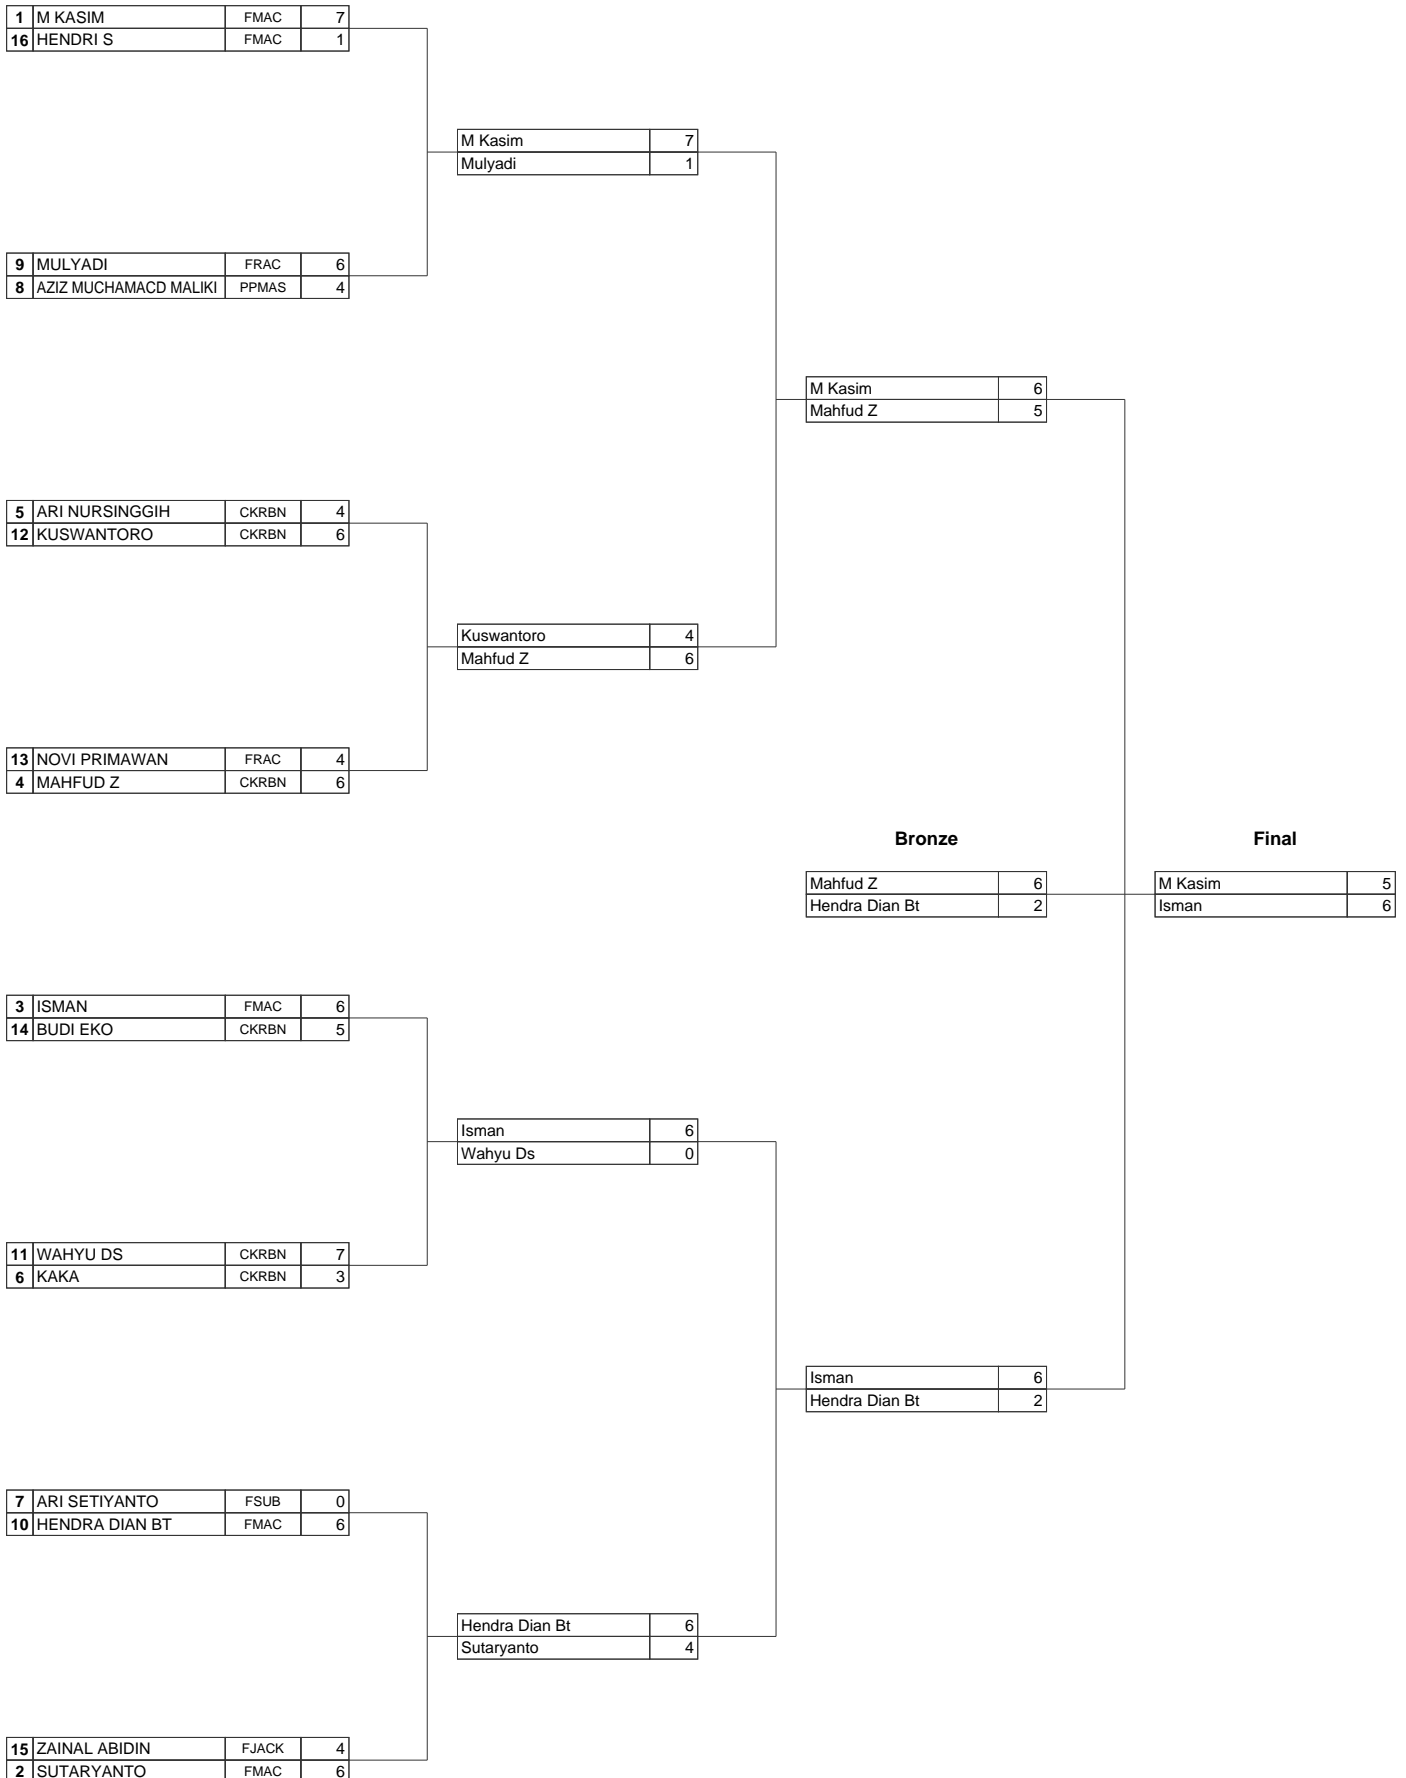 1 M KASIM FMAC 7
16 HENDRI S FMAC 1
M Kasim 7
Mulyadi 1
9 MULYADI FRAC 6
8 AZIZ MUCHAMACD MALIKI PPMAS 4
M Kasim 6
Mahfud Z 5
5 ARI NURSINGGIH CKRBN 4
12 KUSWANTORO CKRBN 6
Kuswantoro 4
Mahfud Z 6
13 NOVI PRIMAWAN FRAC 4
4 MAHFUD Z CKRBN 6
Bronze Final
Mahfud Z 6 M Kasim 5
Hendra Dian Bt 2 Isman 6
3 ISMAN FMAC 6
14 BUDI EKO CKRBN 5
Isman 6
Wahyu Ds 0
11 WAHYU DS CKRBN 7
6 KAKA CKRBN 3
Isman 6
Hendra Dian Bt 2
7 ARI SETIYANTO FSUB 0
10 HENDRA DIAN BT FMAC 6
Hendra Dian Bt 6
Sutaryanto 4
15 ZAINAL ABIDIN FJACK 4
2 SUTARYANTO FMAC 6